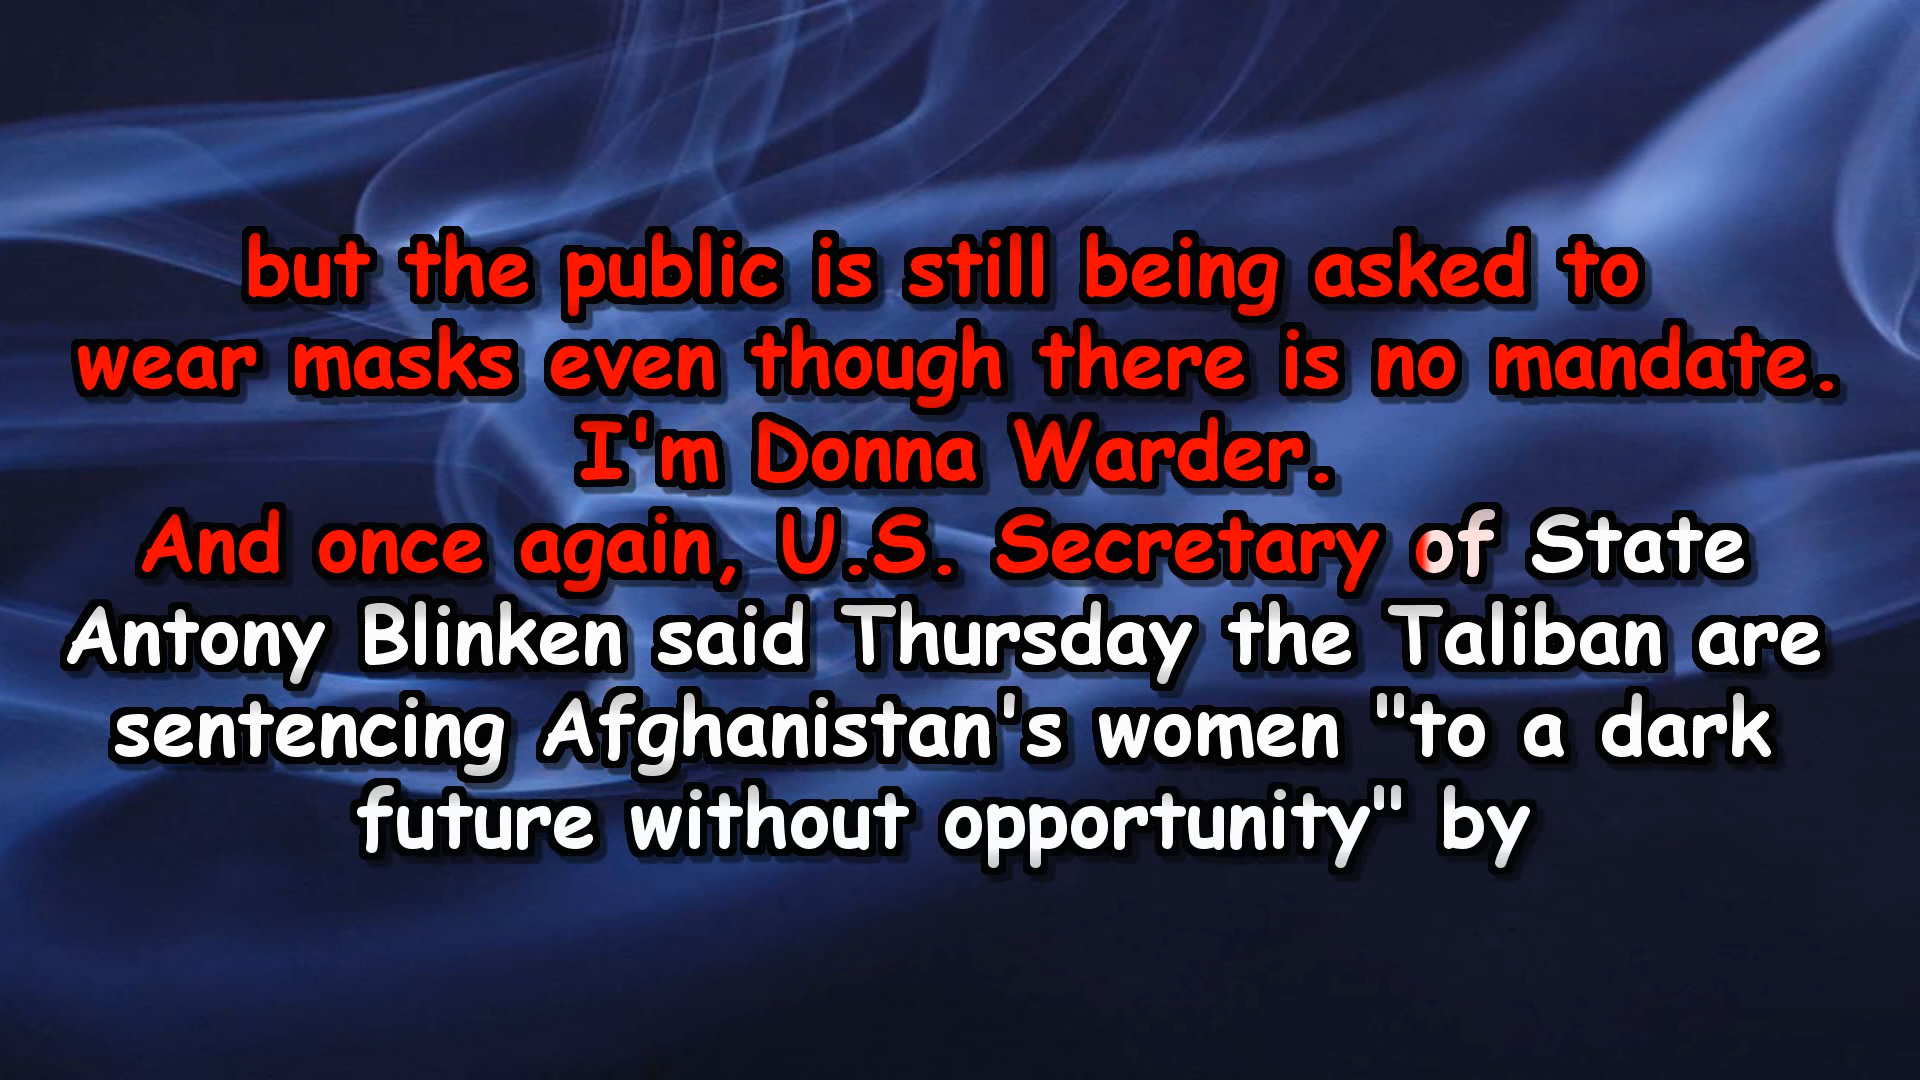 but the public is still being asked to
wear masks even though there is no mandate.
I'm Donna Warder.
And once again, U.S. Secretary of State
Antony Blinken said Thursday the Taliban are
sentencing Afghanistan's women "to a dark
future without opportunity" by